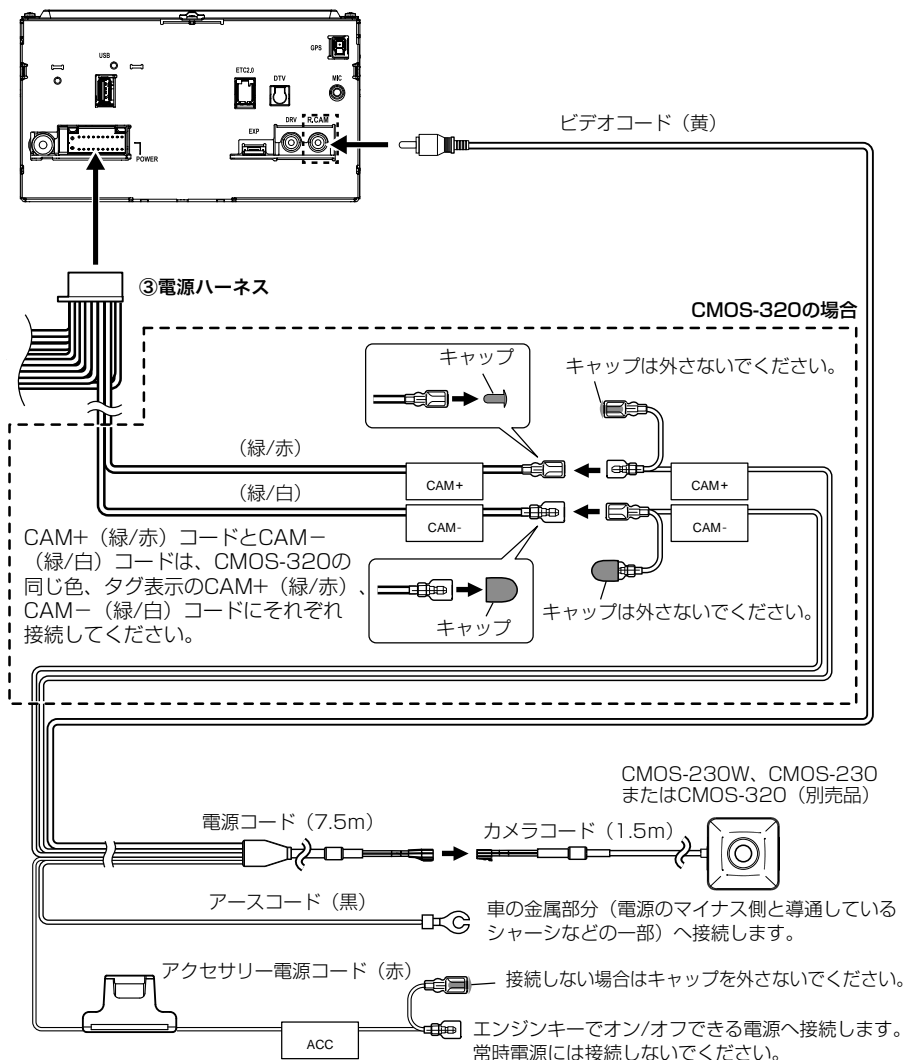 GPS
USB
ETC2.0
DTV
MIC
DRV
R.CAM
EXP
POWER
ビデオコード（黄）
③電源ハーネス
CMOS-320の場合
キャップ
キャップは外さないでください。
（緑/赤）
CAM+
CAM+
（緑/白）
CAM-
CAM-
CAM+（緑/赤）コードとCAM－
（緑/白）コードは、CMOS-320の
同じ色、タグ表示のCAM+（緑/赤）、
CAM－（緑/白）コードにそれぞれ
接続してください。
キャップ
キャップは外さないでください。
CMOS-230W、CMOS-230
またはCMOS-320（別売品）
電源コード（7.5m）
カメラコード（1.5m）
アースコード（黒）
車の金属部分（電源のマイナス側と導通している
シャーシなどの一部）へ接続します。
アクセサリー電源コード（赤）
接続しない場合はキャップを外さないでください。
ACC
エンジンキーでオン/オフできる電源へ接続します。
常時電源には接続しないでください。